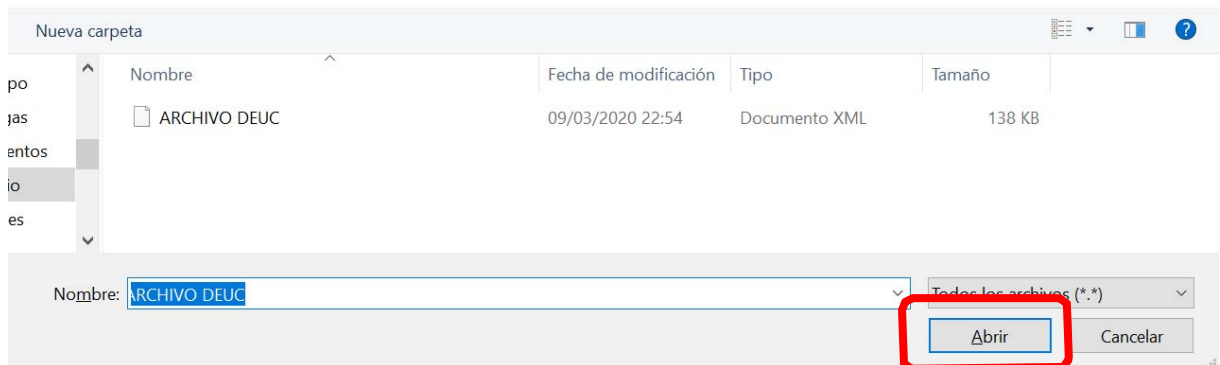 Nueva carpeta
Nombre Fecha de modificación Tipo Tamaño
po
ARCHIVO DEUC 09/03/2020 22:54 Documento XML 138 KB
gas
entos
io
es
Nombre: ARCHIVO DEUC Todos los archivos (*.*)
Abrir Cancelar